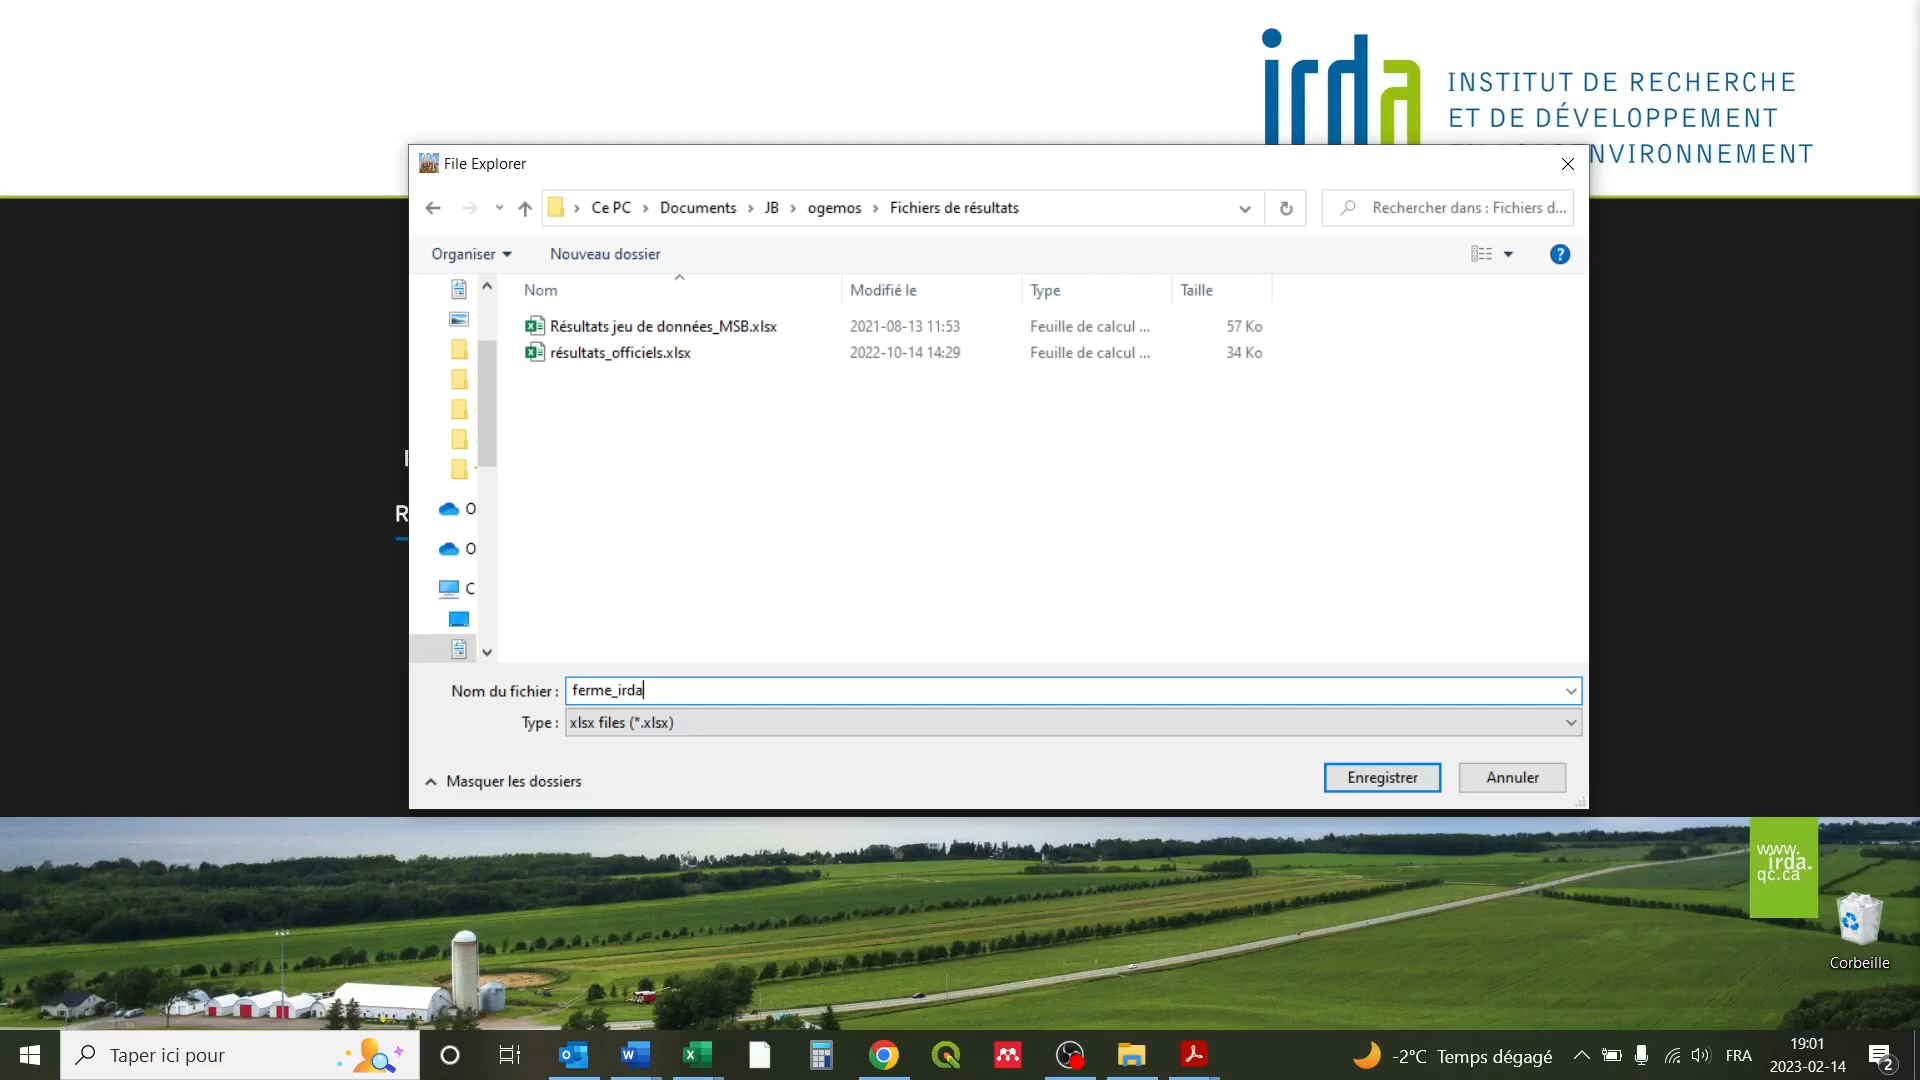 irda
INSTITUT DE RECHERCHE
ET DE DÉVELOPPEMENT
NVIRONNEMENT
File Explorer
Ce PC > Documents > JB > ogemos > Fichiers de résultats
Rechercher dans : Fichiers d...
Organiser
Nouveau dossier
Nom
Modifié le
Type
Taille
Résultats jeu de données_MSB.xlsx
2021-08-13 11:53
Feuille de calcul ...
57 Ko
résultats_officiels.xlsx
2022-10-14 14:29
Feuille de calcul ...
34 Ko
O
R
O
C
Nom du fichier :
ferme_irda
Type :
xlsx files (*.xlsx)
Masquer les dossiers
Enregistrer
Annuler
www.
irda.
qc.ca
Corbeille
Taper ici pour
-2°C Temps dégagé
FRA
19:01
2023-02-14
2